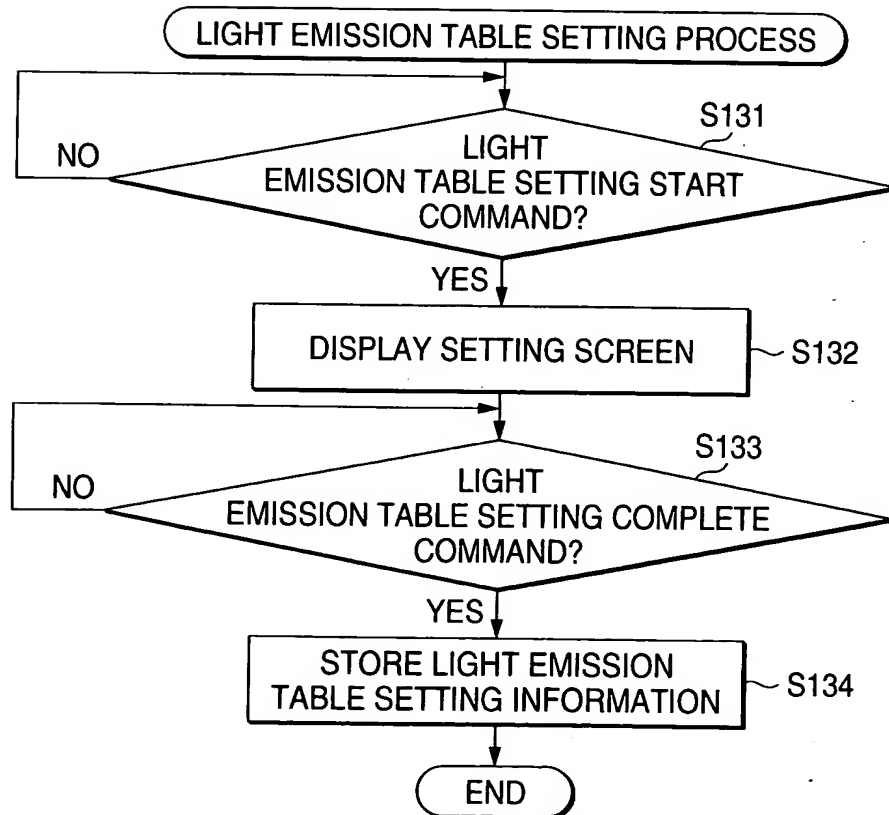 LIGHT EMISSION TABLE SETTING PROCESS
S131
LIGHT
EMISSION TABLE SETTING START
COMMAND?
NO
YES
DISPLAY SETTING SCREEN
S132
S133
LIGHT
EMISSION TABLE SETTING COMPLETE
COMMAND?
NO
YES
STORE LIGHT EMISSION
TABLE SETTING INFORMATION
S134
END